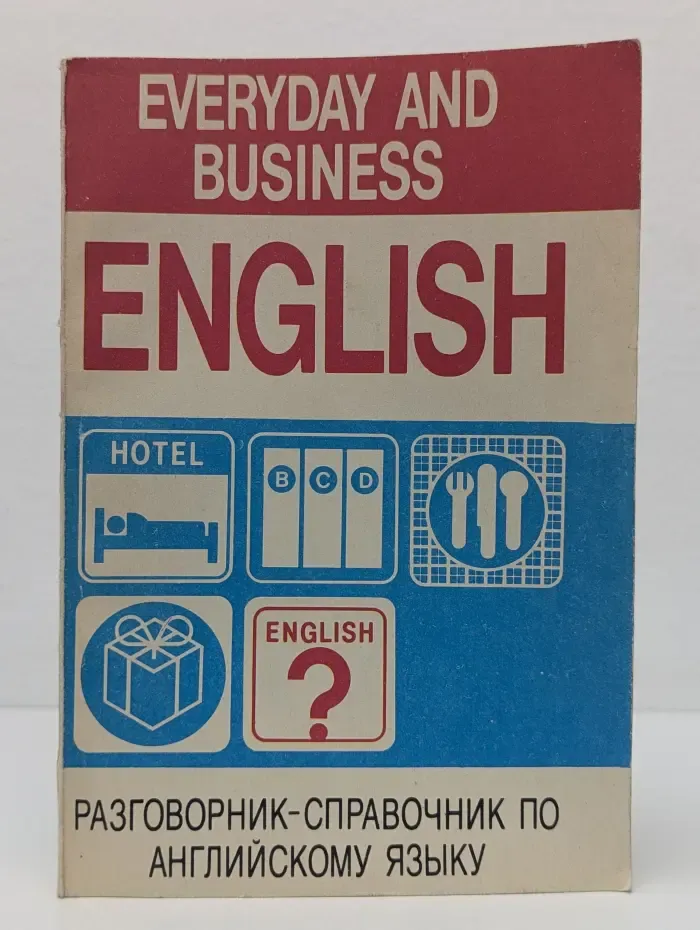 EVERYDAY AND
BUSINESS
ENGLISH
HOTEL
B C D
ENGLISH
?
РАЗГОВОРНИК-СПРАВОЧНИК ПО
АНГЛИЙСКОМУ ЯЗЫКУ